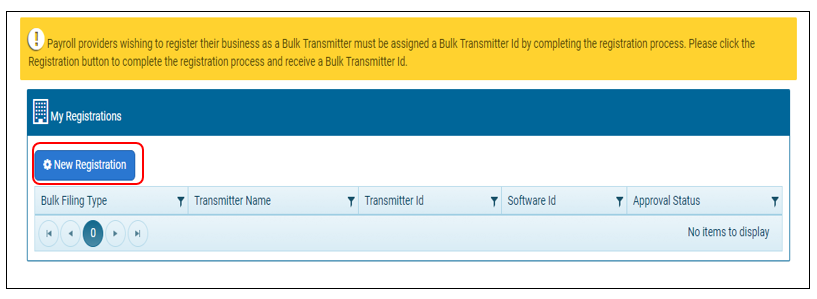 Payroll providers wishing to register their business as a Bulk Transmitter must be assigned a Bulk Transmitter Id by completing the registration process. Please click the
Registration button to complete the registration process and receive a Bulk Transmitter Id.
My Registrations
New Registration
Bulk Filing Type Transmitter Name Transmitter Id Software Id Approval Status
0 No items to display